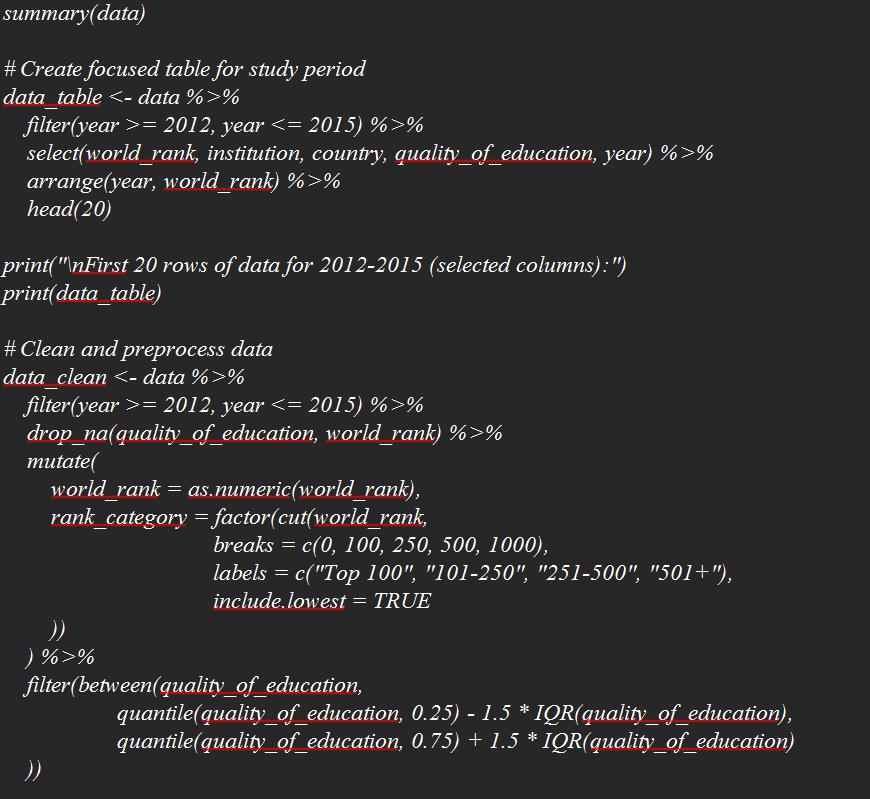 summary(data)

# Create focused table for study period
data_table <- data %>%
  filter(year >= 2012, year <= 2015) %>%
  select(world_rank, institution, country, quality_of_education, year) %>%
  arrange(year, world_rank) %>%
  head(20)

print("\nFirst 20 rows of data for 2012-2015 (selected columns):")
print(data_table)

# Clean and preprocess data
data_clean <- data %>%
  filter(year >= 2012, year <= 2015) %>%
  drop_na(quality_of_education, world_rank) %>%
  mutate(
    world_rank = as.numeric(world_rank),
    rank_category = factor(cut(world_rank,
                    breaks = c(0, 100, 250, 500, 1000),
                    labels = c("Top 100", "101-250", "251-500", "501+"),
                    include.lowest = TRUE
    ))
  ) %>%
  filter(between(quality_of_education,
          quantile(quality_of_education, 0.25) - 1.5 * IQR(quality_of_education),
          quantile(quality_of_education, 0.75) + 1.5 * IQR(quality_of_education)
  ))